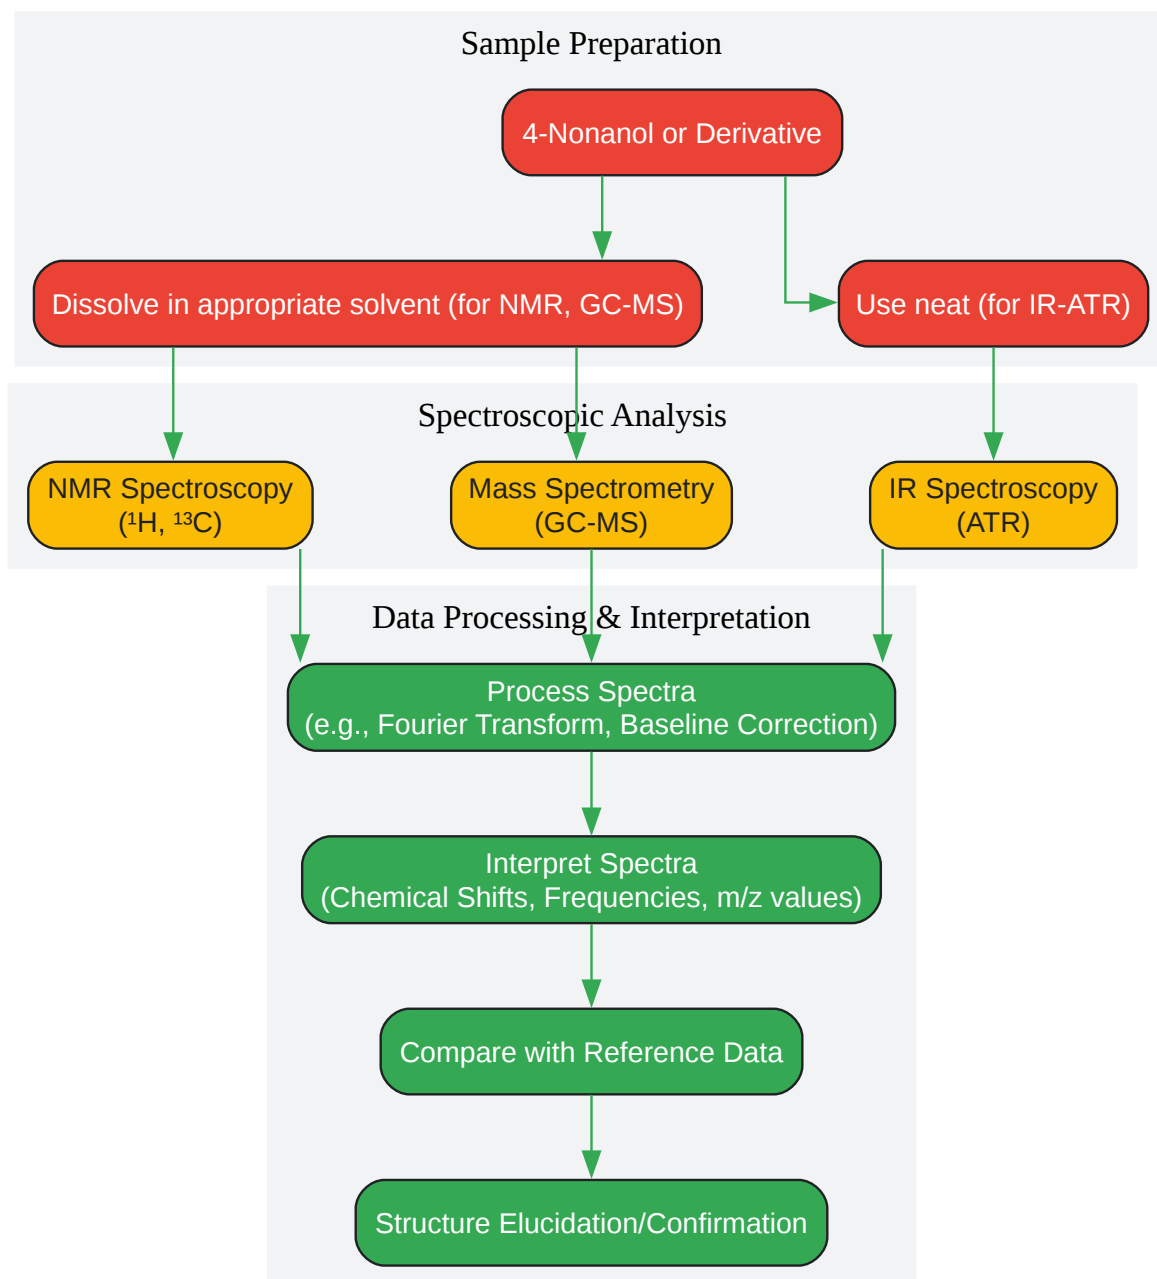 Sample Preparation
4-Nonanol or Derivative
Dissolve in appropriate solvent (for NMR, GC-MS)
Use neat (for IR-ATR)
Spectroscopic Analysis
NMR Spectroscopy
(¹H, ¹³C)
Mass Spectrometry
(GC-MS)
IR Spectroscopy
(ATR)
Data Processing & Interpretation
Process Spectra
(e.g., Fourier Transform, Baseline Correction)
Interpret Spectra
(Chemical Shifts, Frequencies, m/z values)
Compare with Reference Data
Structure Elucidation/Confirmation